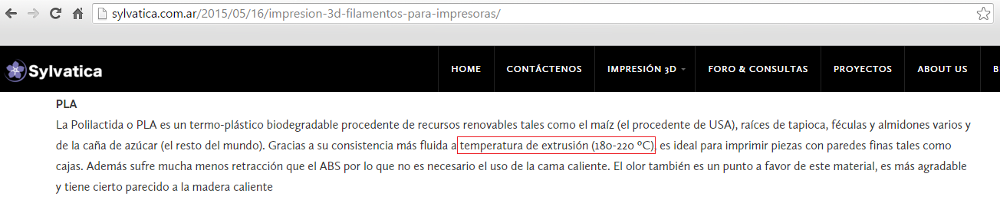 sylvatica.com.ar/2015/05/16/impresion-3d-filamentos-para-impresoras/
Sylvatica HOME CONTÁCTENOS IMPRESIÓN 3D FORO & CONSULTAS PROYECTOS ABOUT US B
PLA
La Polilactida o PLA es un termo-plástico biodegradable procedente de recursos renovables tales como el maíz (el procedente de USA), raíces de tapioca, féculas y almidones varios y
de la caña de azúcar (el resto del mundo). Gracias a su consistencia más fluida a temperatura de extrusión (180-220 ºC), es ideal para imprimir piezas con paredes finas tales como
cajas. Además sufre mucha menos retracción que el ABS por lo que no es necesario el uso de la cama caliente. El olor también es un punto a favor de este material, es más agradable
y tiene cierto parecido a la madera caliente